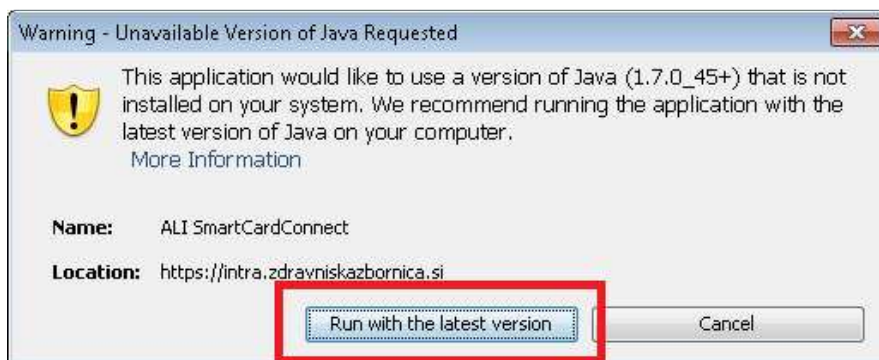 Warning - Unavailable Version of Java Requested
This application would like to use a version of Java (1.7.0_45+) that is not
installed on your system. We recommend running the application with the
latest version of Java on your computer.
More Information
Name: ALI SmartCardConnect
Location: https://intra.zdravniskazbornica.si
Run with the latest version Cancel